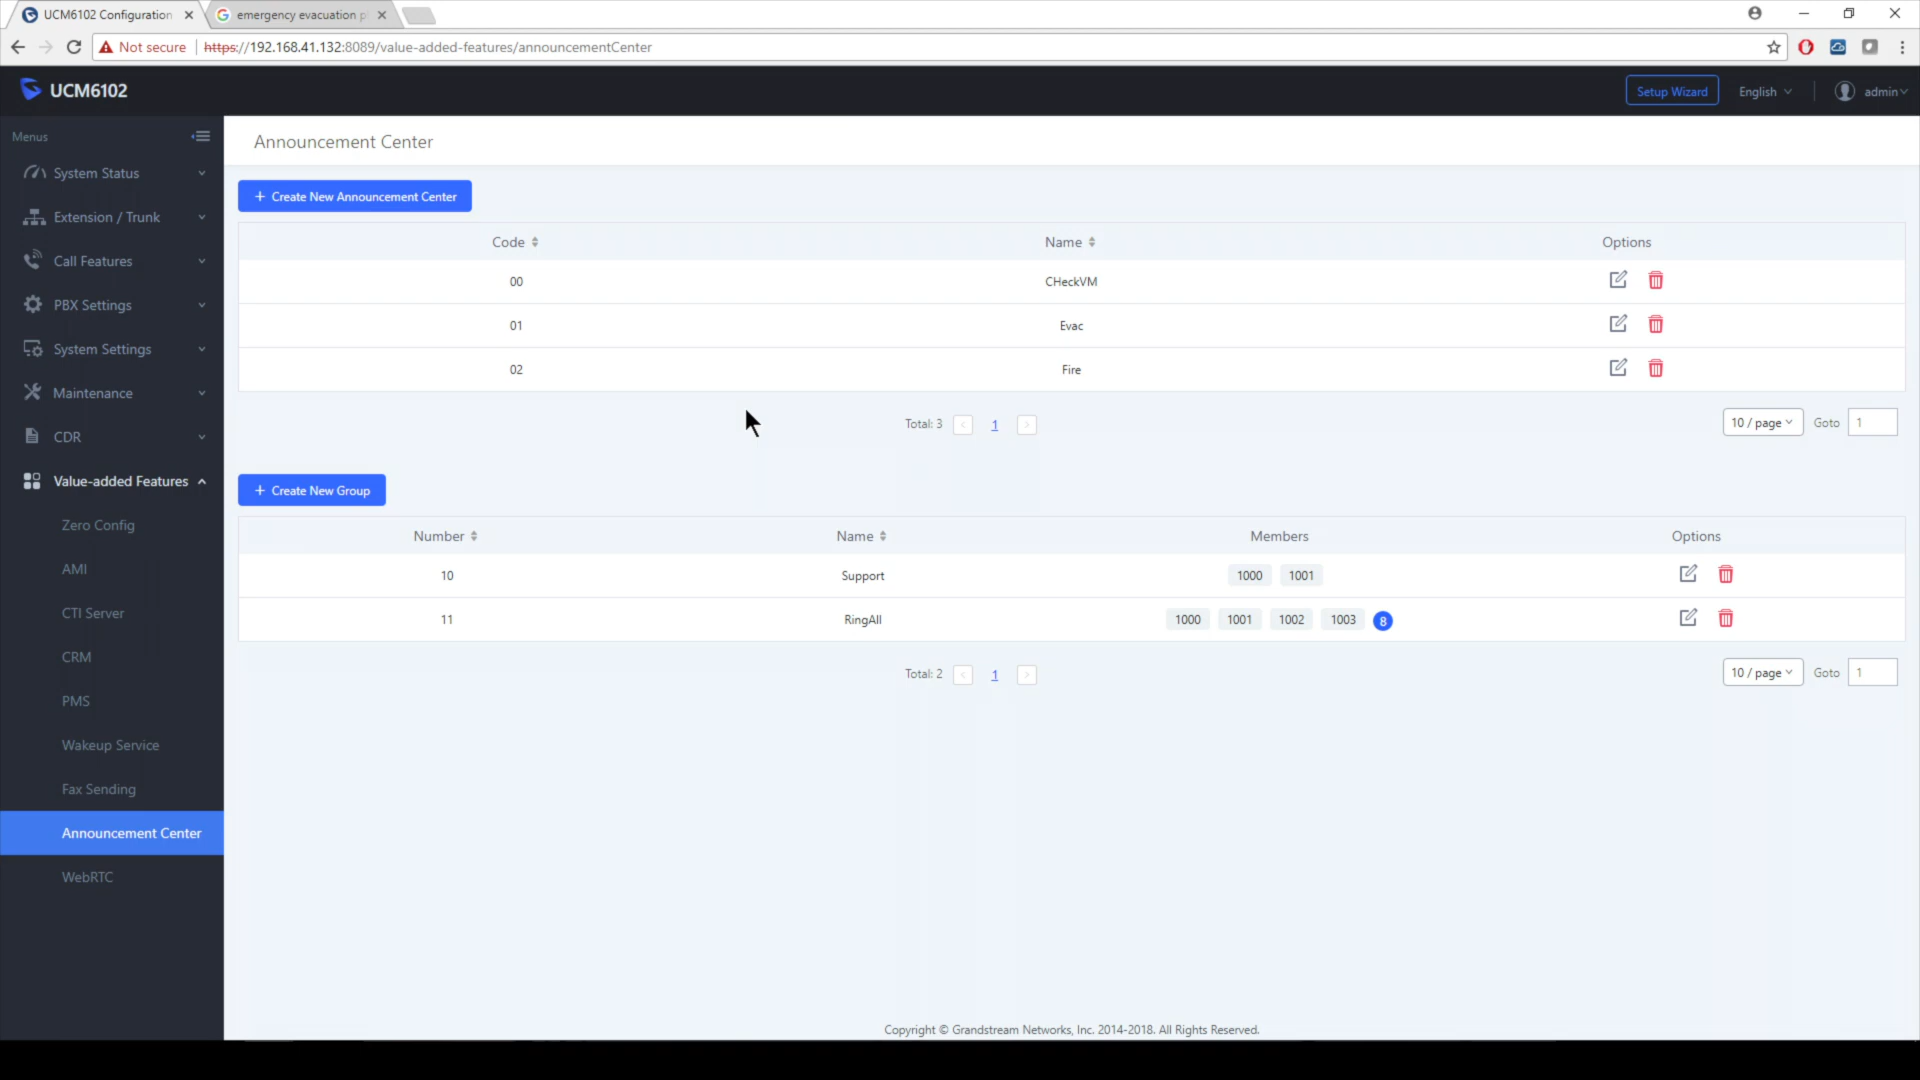 UCM6102 Configuration
emergency evacuation p
Not secure
https://192.168.41.132:8089/value-added-features/announcementCenter
UCM6102
Setup Wizard
English
admin
Menus
System Status
Extension / Trunk
Call Features
PBX Settings
System Settings
Maintenance
CDR
Value-added Features
Zero Config
AMI
CTI Server
CRM
PMS
Wakeup Service
Fax Sending
Announcement Center
WebRTC
Announcement Center
+ Create New Announcement Center
Code Name Options
00 CHeckVM
01 Evac
02 Fire
Total: 3 < 1 > 10 / page Goto 1
+ Create New Group
Number Name Members Options
10 Support 1000 1001
11 RingAll 1000 1001 1002 1003 8
Total: 2 < 1 > 10 / page Goto 1
Copyright © Grandstream Networks, Inc. 2014-2018. All Rights Reserved.